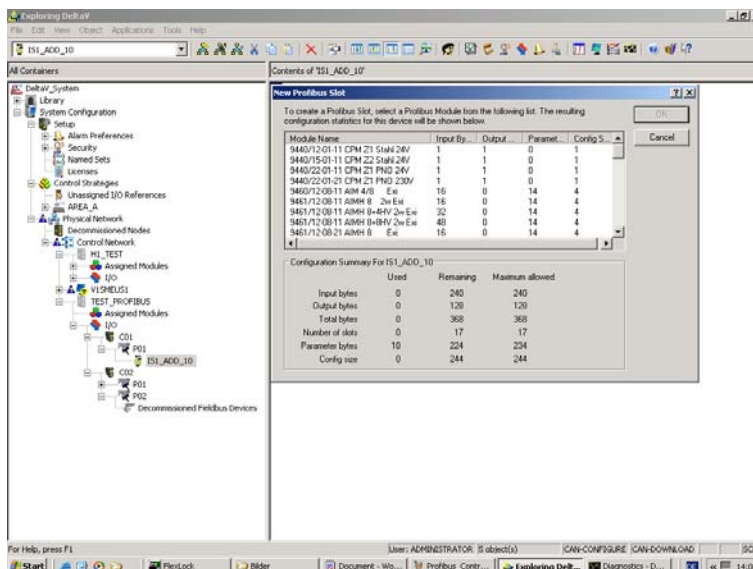 Exploring DeltaV
File Edit View Object Applications Tools Help
IS1_ADD_10
All Containers
Contents of 'IS1_ADD_10'
DeltaV_System
Library
System Configuration
Setup
Alarm Preferences
Security
Named Sets
Licenses
Control Strategies
Unassigned I/O References
AREA_A
Physical Network
Decommissioned Nodes
Control Network
H1_TEST
Assigned Modules
I/O
V1SMEUS1
TEST_PROFIBUS
Assigned Modules
I/O
C01
P01
IS1_ADD_10
C02
P01
P02
Decommissioned Fieldbus Devices
New Profibus Slot
To create a Profibus Slot, select a Profibus Module from the following list. The resulting
configuration statistics for this device will be shown below.
OK
Cancel
Module Name Input By... Output ... Paramet... Config S...
9440/12-01-11 CPM Z1 Stahl 24V 1 1 0 1
9440/15-01-11 CPM Z2 Stahl 24V 1 1 0 1
9440/22-01-11 CPM Z1 PNO 24V 1 1 0 1
9440/22-01-21 CPM Z1 PNO 230V 1 1 0 1
9460/12-08-11 AIM 4/8 Exi 16 0 14 4
9461/12-08-11 AIMH 8 2w Exi 16 0 14 4
9461/12-08-11 AIMH 8+4HV 2w Exi 32 0 14 4
9461/12-08-11 AIMH 8+8HV 2w Exi 48 0 14 4
9461/12-08-21 AIMH 8 Exi 16 0 14 4
Configuration Summary For IS1_ADD_10
Used Remaining Maximum allowed
Input bytes 0 240 240
Output bytes 0 128 128
Total bytes 0 368 368
Number of slots 0 17 17
Parameter bytes 10 224 234
Config size 0 244 244
For Help, press F1
User: ADMINISTRATOR 5 object(s) CAN-CONFIGURE CAN-DOWNLOAD
Start
FlexLock
Bilder
Document - Wo...
Profibus Contr...
Exploring Delt...
Diagnostics - D...